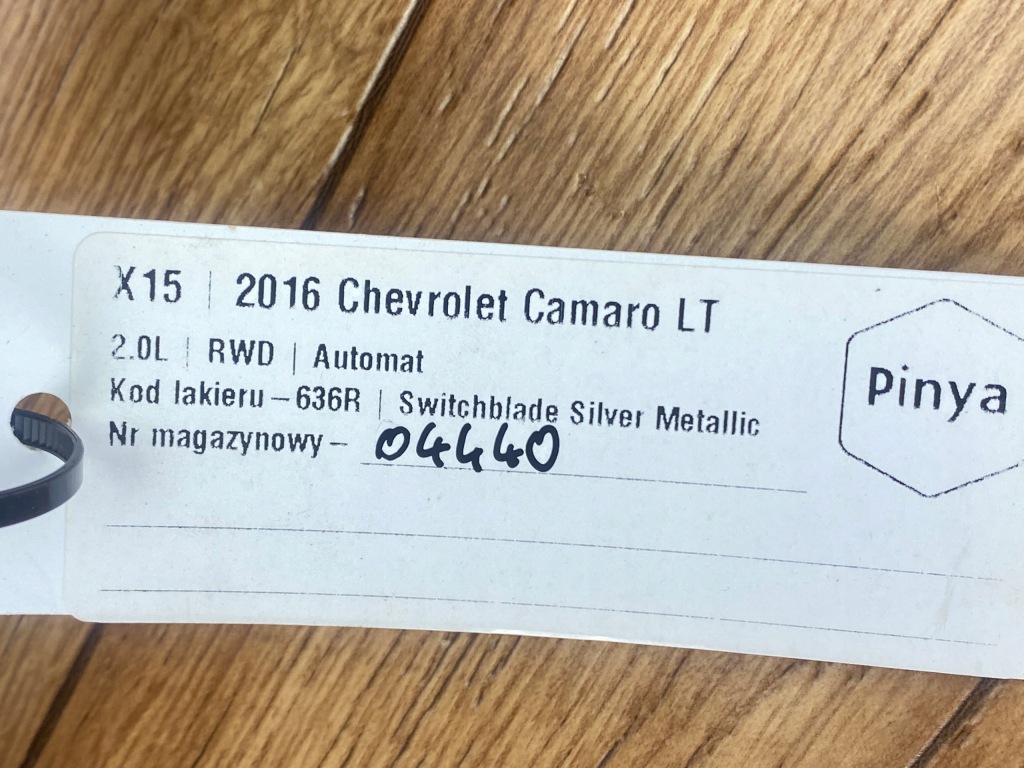 X15 | 2016 Chevrolet Camaro LT
2.0L | RWD | Automat
Kod lakieru – 636R | Switchblade Silver Metallic
Nr magazynowy – 04440
Pinya